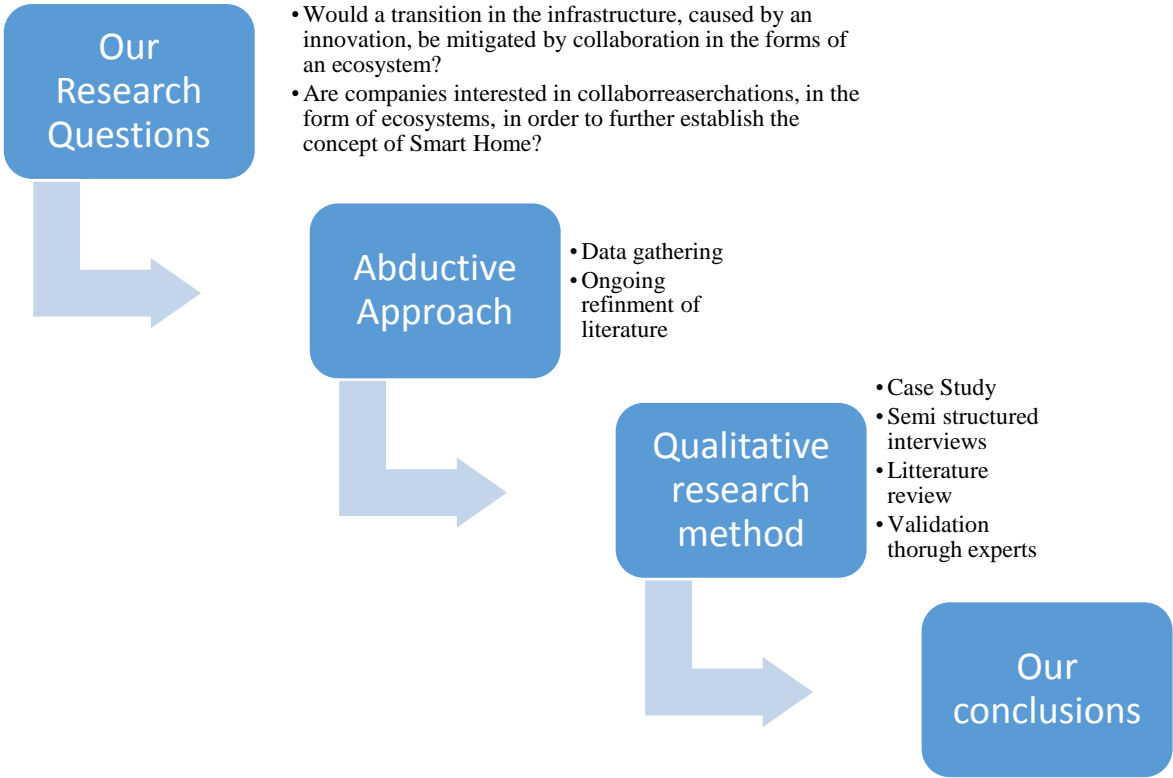 Our
Research
Questions
• Would a transition in the infrastructure, caused by an
innovation, be mitigated by collaboration in the forms of
an ecosystem?
• Are companies interested in collaborreaserchations, in the
form of ecosystems, in order to further establish the
concept of Smart Home?
Abductive
Approach
• Data gathering
• Ongoing
refinment of
literature
Qualitative
research
method
• Case Study
• Semi structured
interviews
• Litterature
review
• Validation
thorugh experts
Our
conclusions